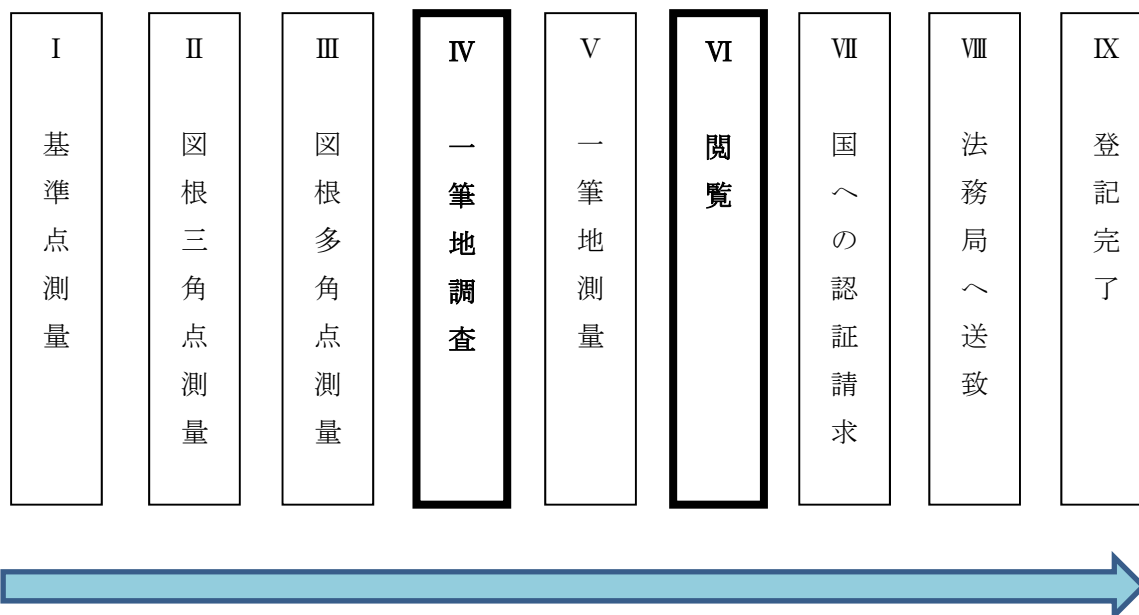 Ⅰ 基準点測量
Ⅱ 図根三角点測量
Ⅲ 図根多角点測量
Ⅳ 一筆地調査
Ⅴ 一筆地測量
Ⅵ 閲覧
Ⅶ 国への認証請求
Ⅷ 法務局へ送致
Ⅸ 登記完了